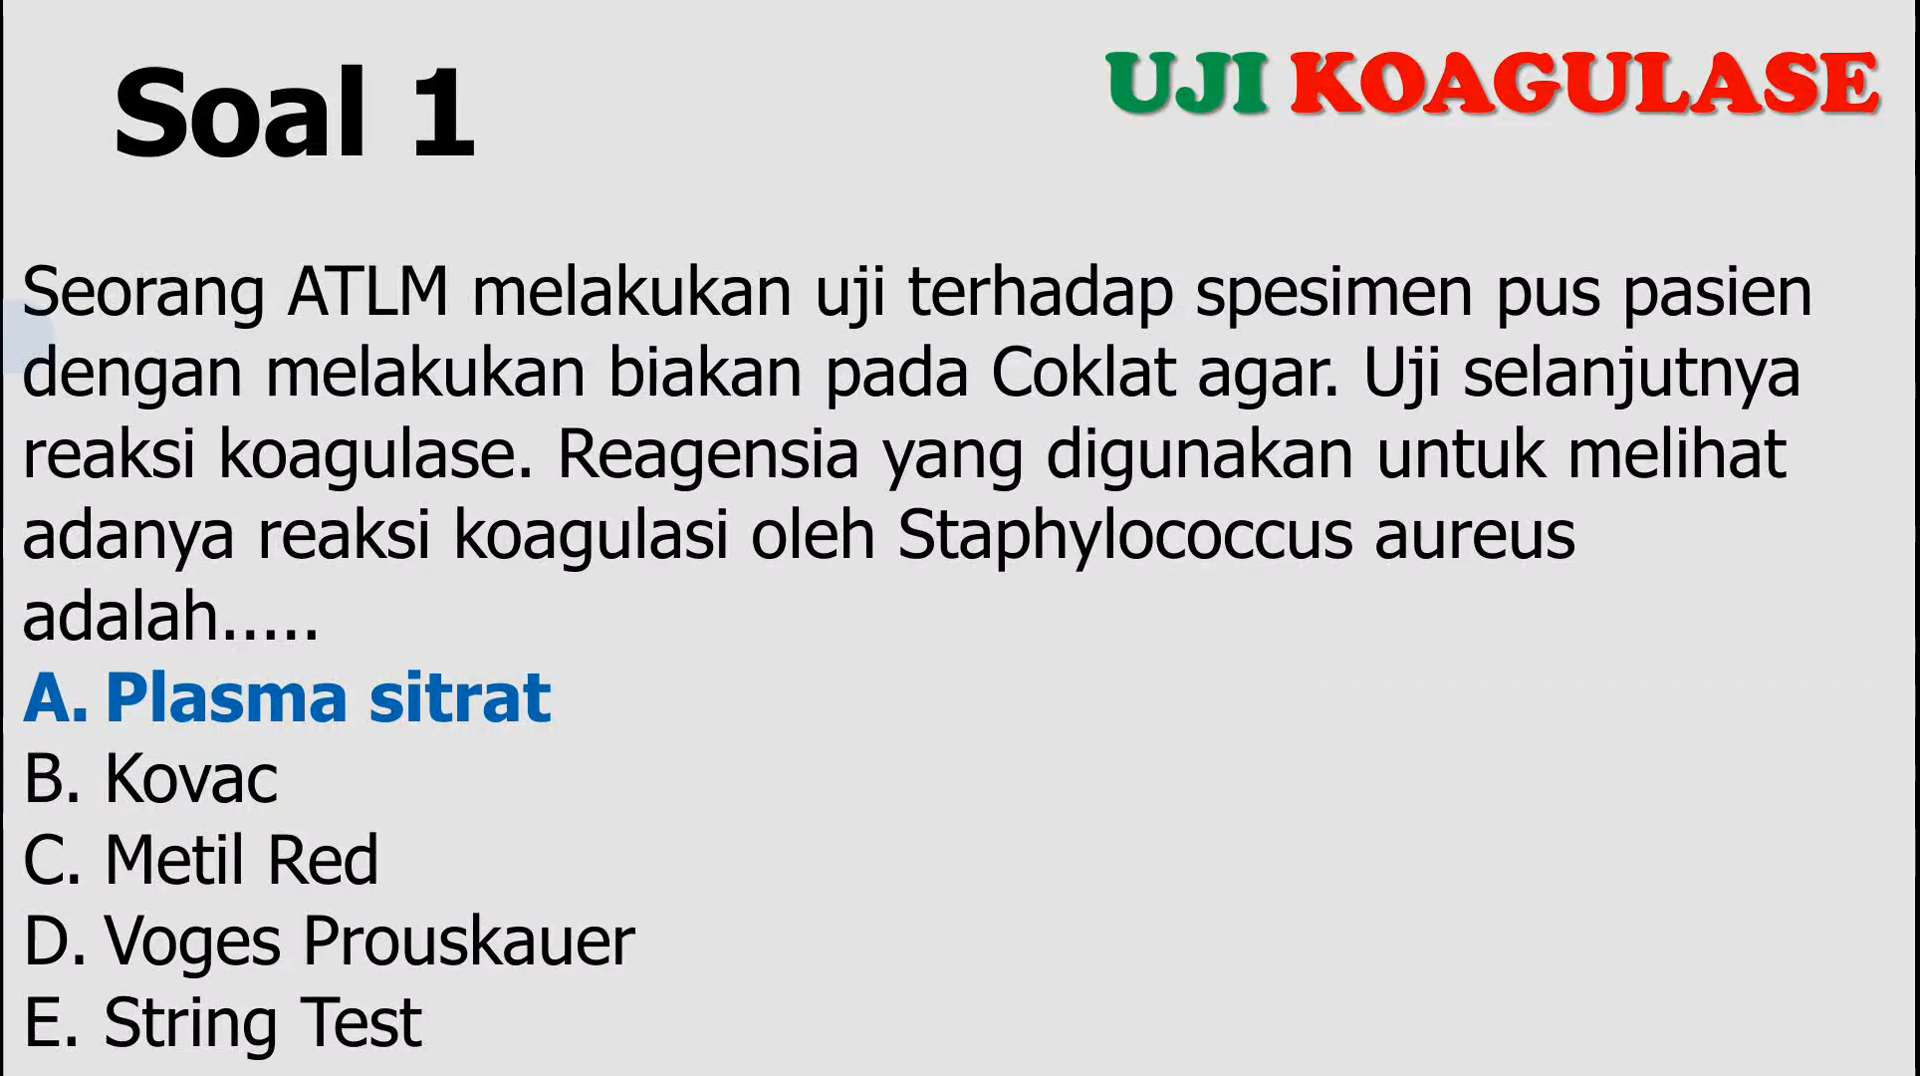 Soal 1
UJI KOAGULASE
Seorang ATLM melakukan uji terhadap spesimen pus pasien
dengan melakukan biakan pada Coklat agar. Uji selanjutnya
reaksi koagulase. Reagensia yang digunakan untuk melihat
adanya reaksi koagulasi oleh Staphylococcus aureus
adalah.....
A. Plasma sitrat
B. Kovac
C. Metil Red
D. Voges Prouskauer
E. String Test